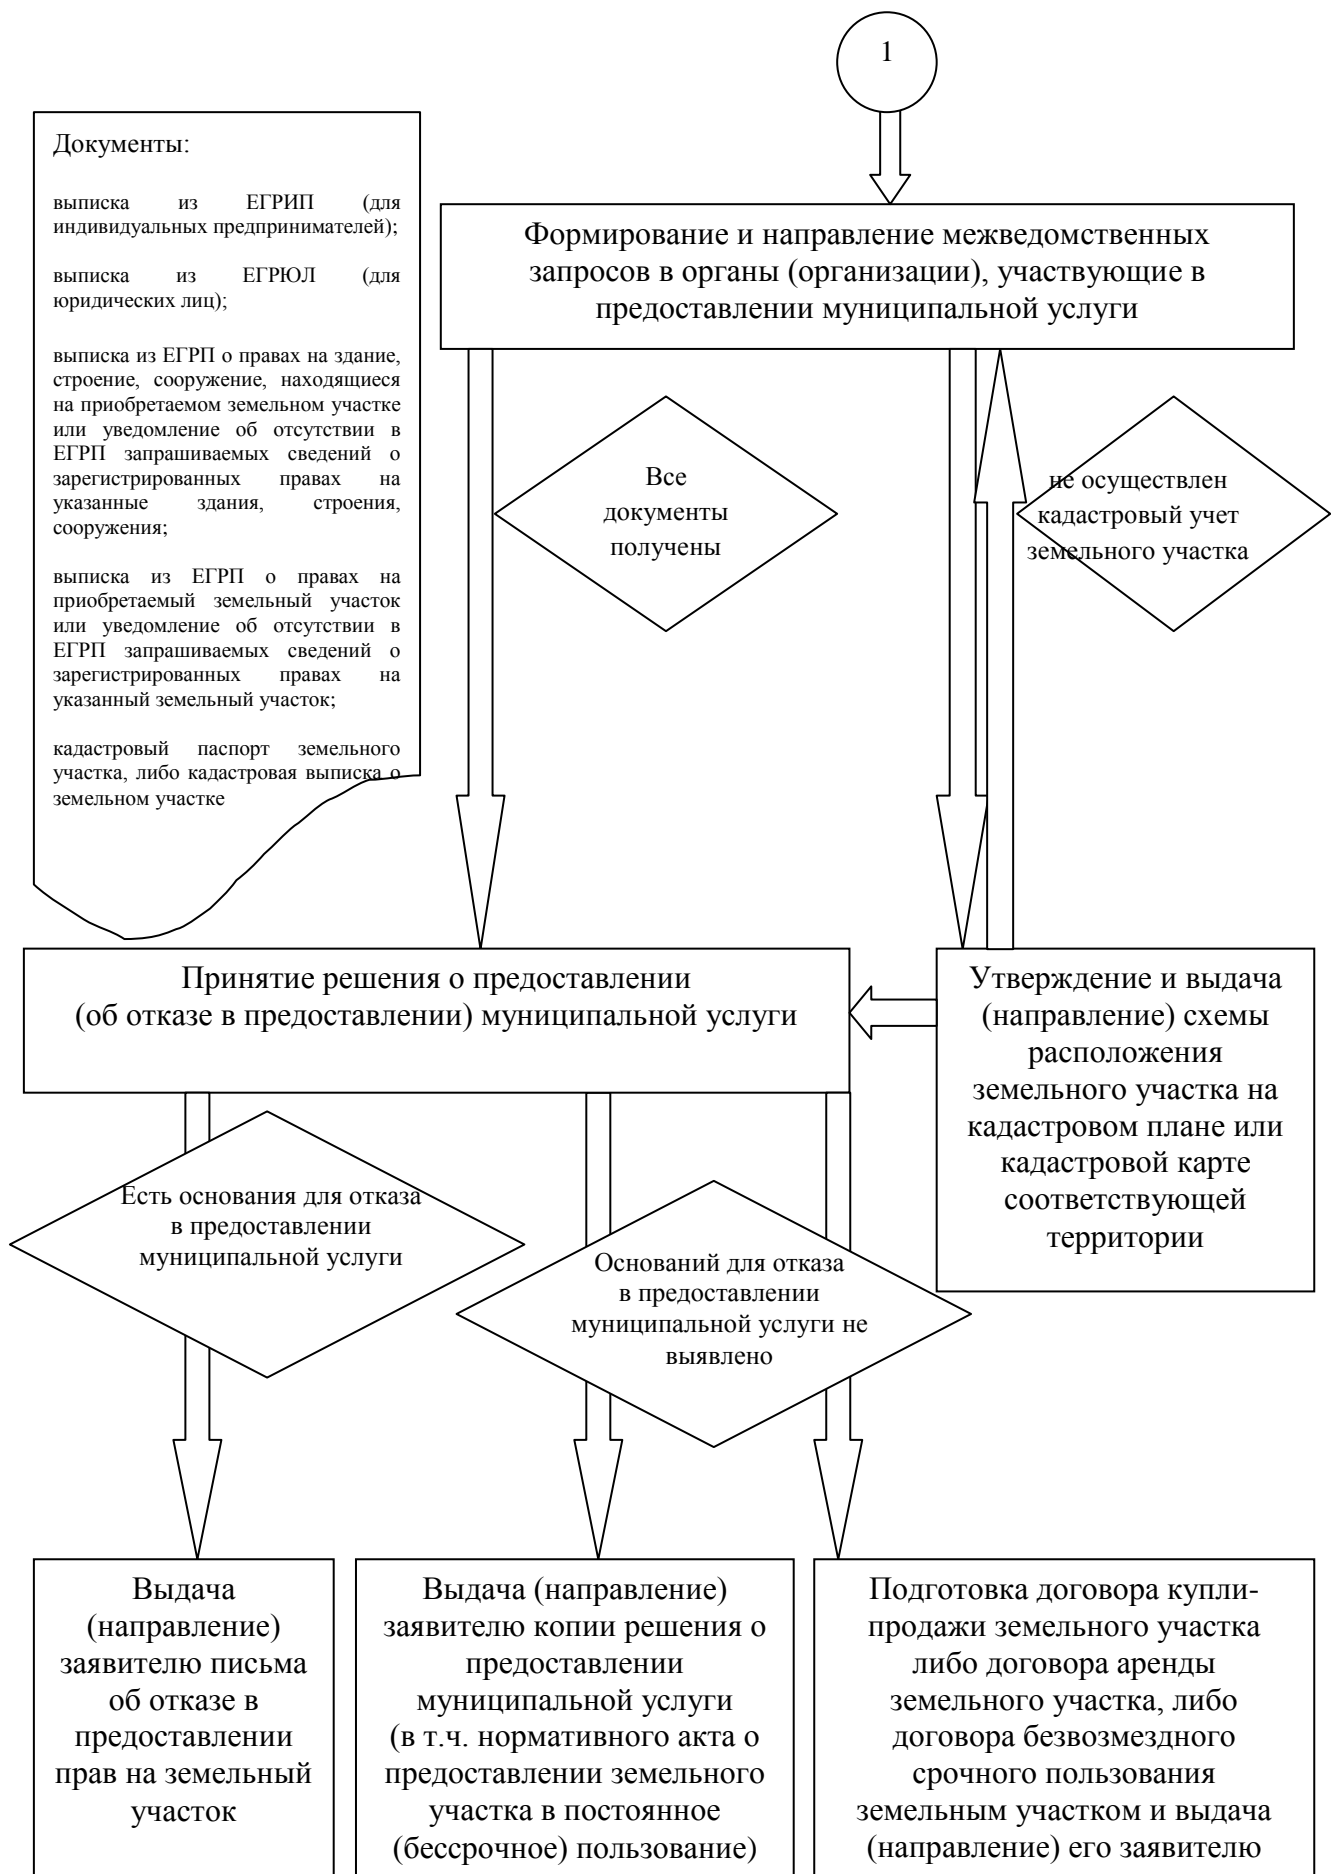 1
Документы:
выписка из ЕГРИП (для
индивидуальных предпринимателей);
выписка из ЕГРЮЛ (для
юридических лиц);
выписка из ЕГРП о правах на здание,
строение, сооружение, находящиеся
на приобретаемом земельном участке
или уведомление об отсутствии в
ЕГРП запрашиваемых сведений о
зарегистрированных правах на
указанные здания, строения,
сооружения;
выписка из ЕГРП о правах на
приобретаемый земельный участок
или уведомление об отсутствии в
ЕГРП запрашиваемых сведений о
зарегистрированных правах на
указанный земельный участок;
кадастровый паспорт земельного
участка, либо кадастровая выписка о
земельном участке
Формирование и направление межведомственных
запросов в органы (организации), участвующие в
предоставлении муниципальной услуги
Все
документы
получены
не осуществлен
кадастровый учет
земельного участка
Принятие решения о предоставлении
(об отказе в предоставлении) муниципальной услуги
Утверждение и выдача
(направление) схемы
расположения
земельного участка на
кадастровом плане или
кадастровой карте
соответствующей
территории
Есть основания для отказа
в предоставлении
муниципальной услуги
Оснований для отказа
в предоставлении
муниципальной услуги не
выявлено
Выдача
(направление)
заявителю письма
об отказе в
предоставлении
прав на земельный
участок
Выдача (направление)
заявителю копии решения о
предоставлении
муниципальной услуги
(в т.ч. нормативного акта о
предоставлении земельного
участка в постоянное
(бессрочное) пользование)
Подготовка договора купли-
продажи земельного участка
либо договора аренды
земельного участка, либо
договора безвозмездного
срочного пользования
земельным участком и выдача
(направление) его заявителю